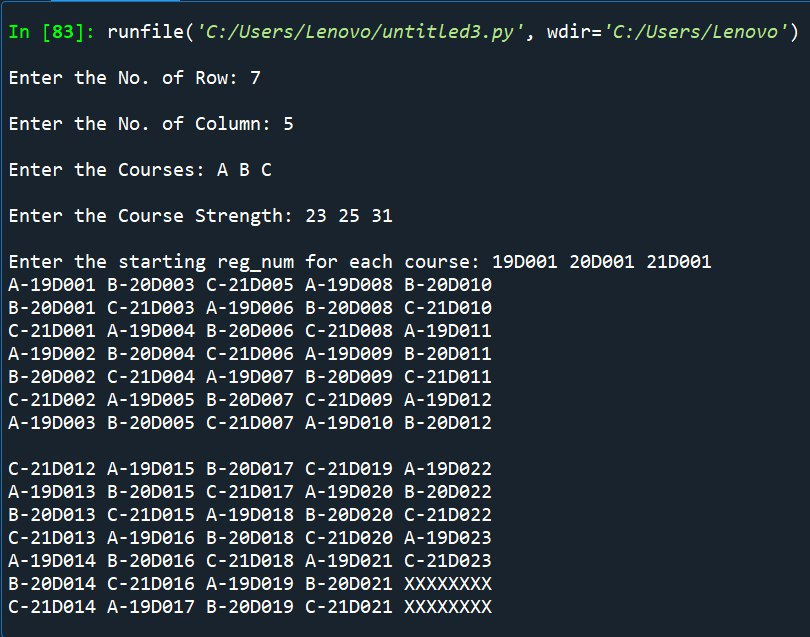 In [83]: runfile('C:/Users/Lenovo/untitled3.py', wdir='C:/Users/Lenovo')
Enter the No. of Row: 7
Enter the No. of Column: 5
Enter the Courses: A B C
Enter the Course Strength: 23 25 31
Enter the starting reg_num for each course: 19D001 20D001 21D001
A-19D001 B-20D003 C-21D005 A-19D008 B-20D010
B-20D001 C-21D003 A-19D006 B-20D008 C-21D010
C-21D001 A-19D004 B-20D006 C-21D008 A-19D011
A-19D002 B-20D004 C-21D006 A-19D009 B-20D011
B-20D002 C-21D004 A-19D007 B-20D009 C-21D011
C-21D002 A-19D005 B-20D007 C-21D009 A-19D012
A-19D003 B-20D005 C-21D007 A-19D010 B-20D012
C-21D012 A-19D015 B-20D017 C-21D019 A-19D022
A-19D013 B-20D015 C-21D017 A-19D020 B-20D022
B-20D013 C-21D015 A-19D018 B-20D020 C-21D022
C-21D013 A-19D016 B-20D018 C-21D020 A-19D023
A-19D014 B-20D016 C-21D018 A-19D021 C-21D023
B-20D014 C-21D016 A-19D019 B-20D021 XXXXXXXX
C-21D014 A-19D017 B-20D019 C-21D021 XXXXXXXX